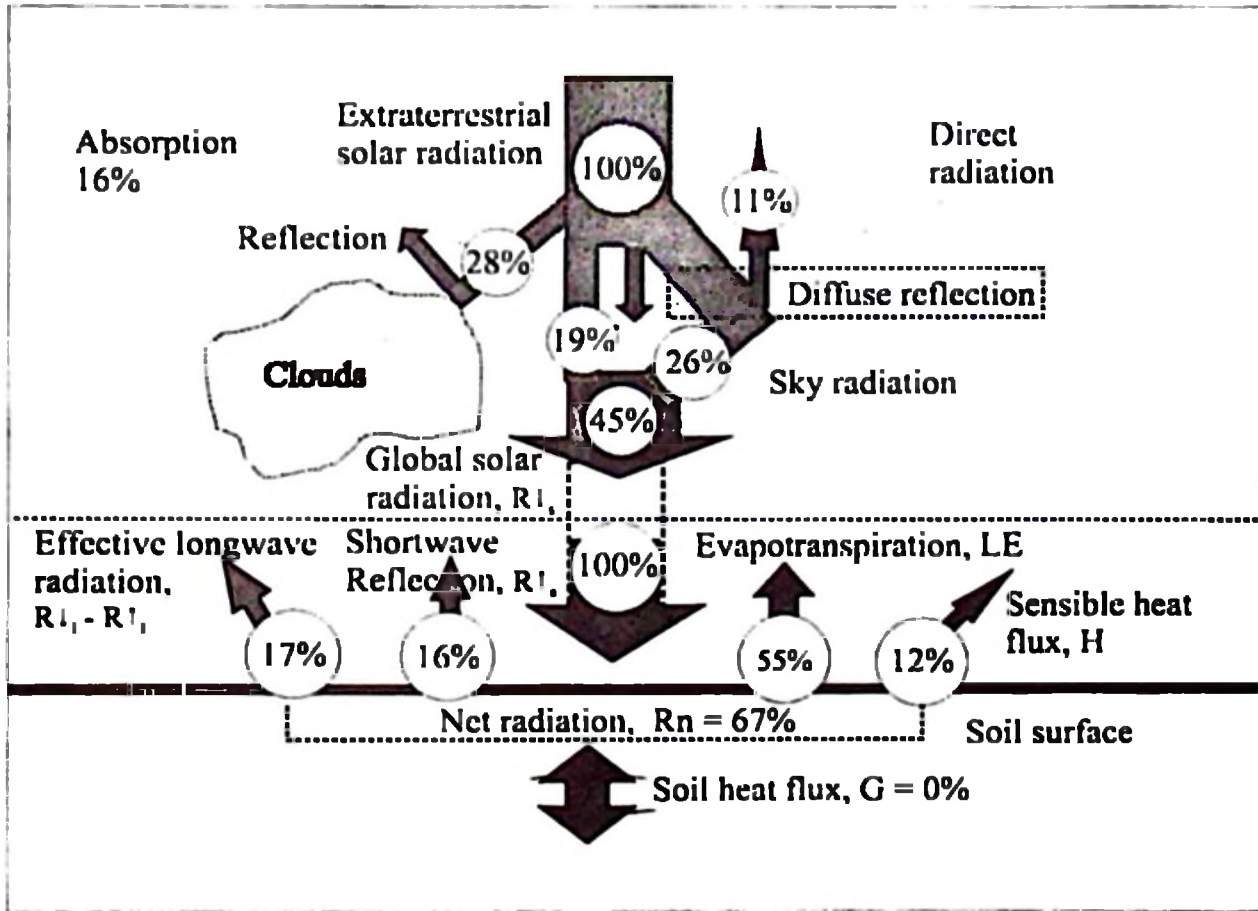 Extraterrestrial
solar radiation
Absorption
16%
100%
Direct
radiation
11%
Reflection
28%
Diffuse reflection
19%
26%
Clouds
Sky radiation
45%
Global solar
radiation, R↓s
Effective longwave
radiation,
R↓l - R↑l
Shortwave
Reflection, R↑s
100%
Evapotranspiration, LE
Sensible heat
flux, H
17%
16%
55%
12%
Net radiation, Rn = 67%
Soil surface
Soil heat flux, G = 0%